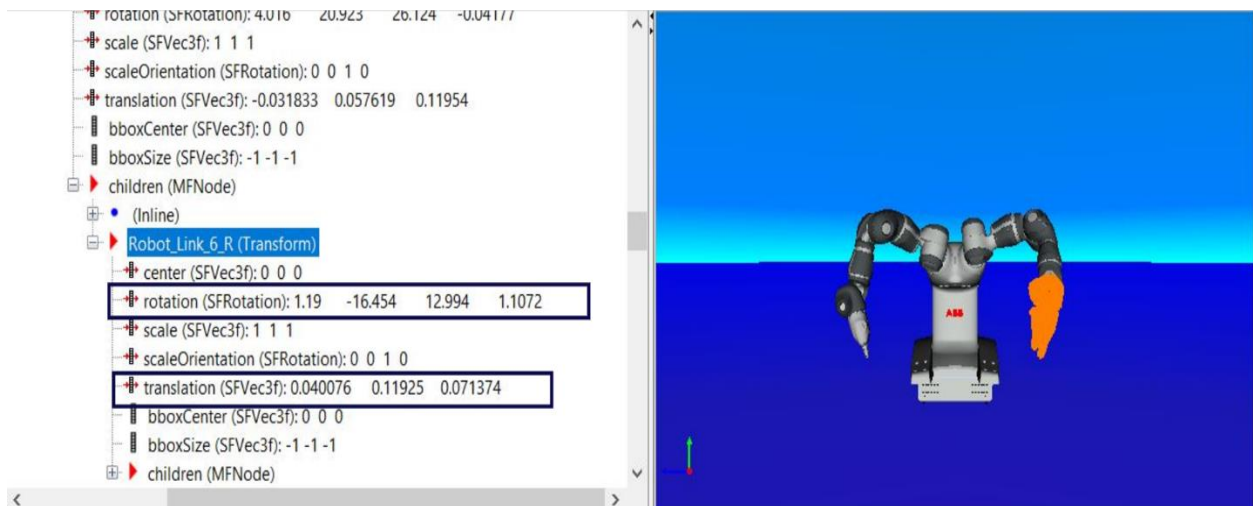 rotation (SFRotation): 4.016 20.923 26.124 -0.04177
scale (SFVec3f): 1 1 1
scaleOrientation (SFRotation): 0 0 1 0
translation (SFVec3f): -0.031833 0.057619 0.11954
bboxCenter (SFVec3f): 0 0 0
bboxSize (SFVec3f): -1 -1 -1
children (MFNode)
(Inline)
Robot_Link_6_R (Transform)
center (SFVec3f): 0 0 0
rotation (SFRotation): 1.19 -16.454 12.994 1.1072
scale (SFVec3f): 1 1 1
scaleOrientation (SFRotation): 0 0 1 0
translation (SFVec3f): 0.040076 0.11925 0.071374
bboxCenter (SFVec3f): 0 0 0
bboxSize (SFVec3f): -1 -1 -1
children (MFNode)
ABB